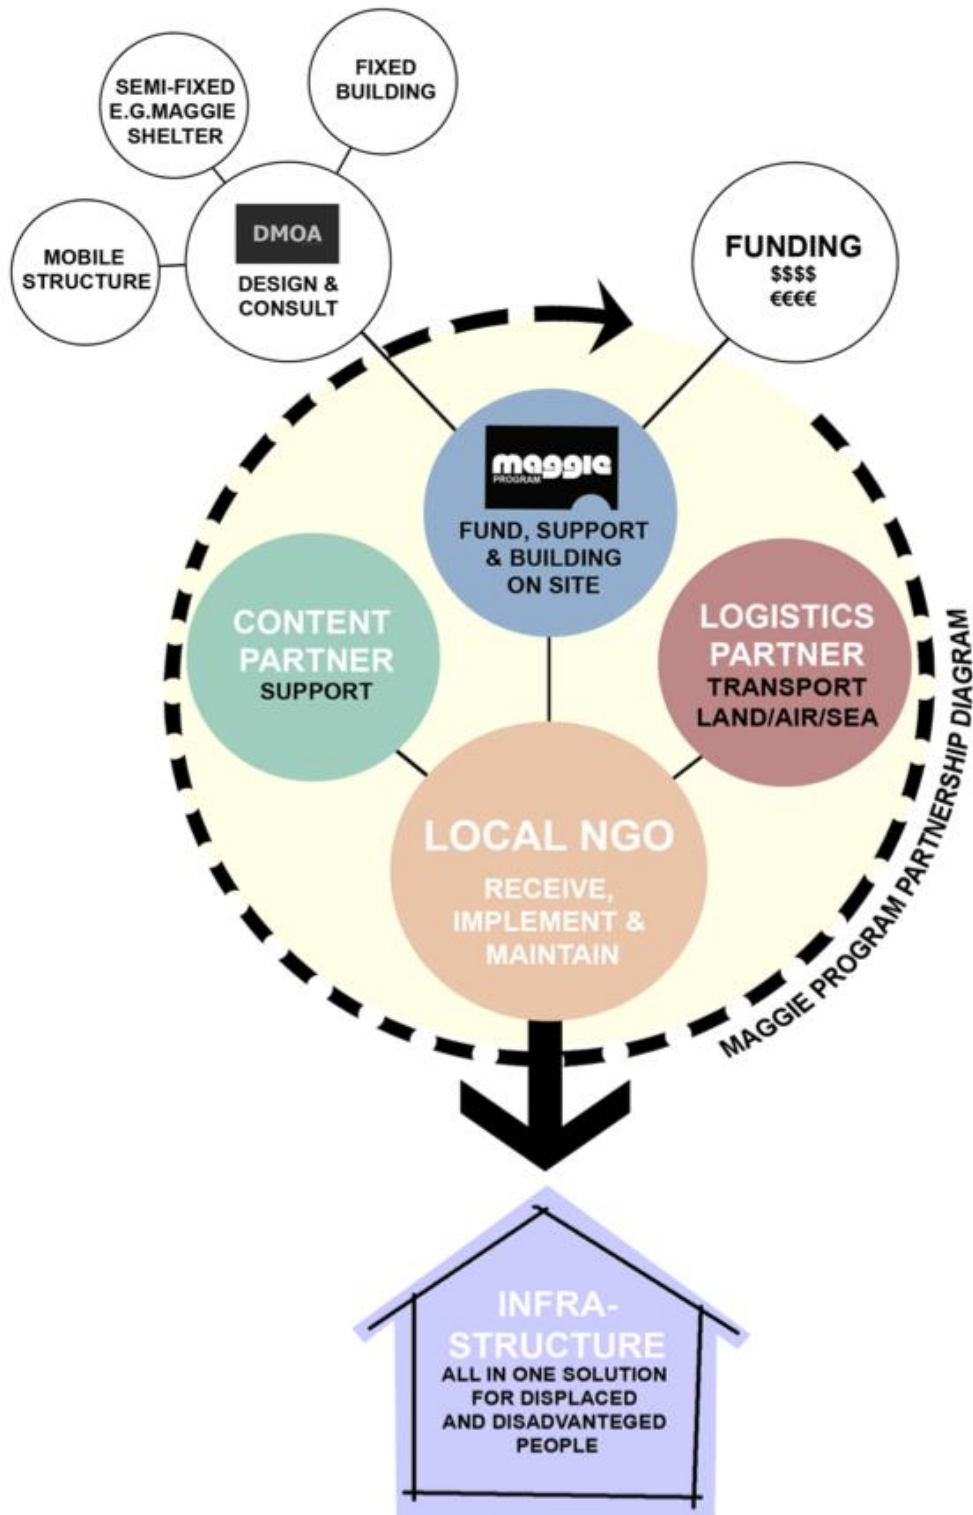 FIXED
BUILDING
SEMI-FIXED
E.G.MAGGIE
SHELTER
MOBILE
STRUCTURE
DMOA
DESIGN &
CONSULT
FUNDING
$$$$
€€€€
maggie
PROGRAM
FUND, SUPPORT
& BUILDING
ON SITE
CONTENT
PARTNER
SUPPORT
LOGISTICS
PARTNER
TRANSPORT
LAND/AIR/SEA
LOCAL NGO
RECEIVE,
IMPLEMENT &
MAINTAIN
MAGGIE PROGRAM PARTNERSHIP DIAGRAM
INFRA-
STRUCTURE
ALL IN ONE SOLUTION
FOR DISPLACED
AND DISADVANTEGED
PEOPLE